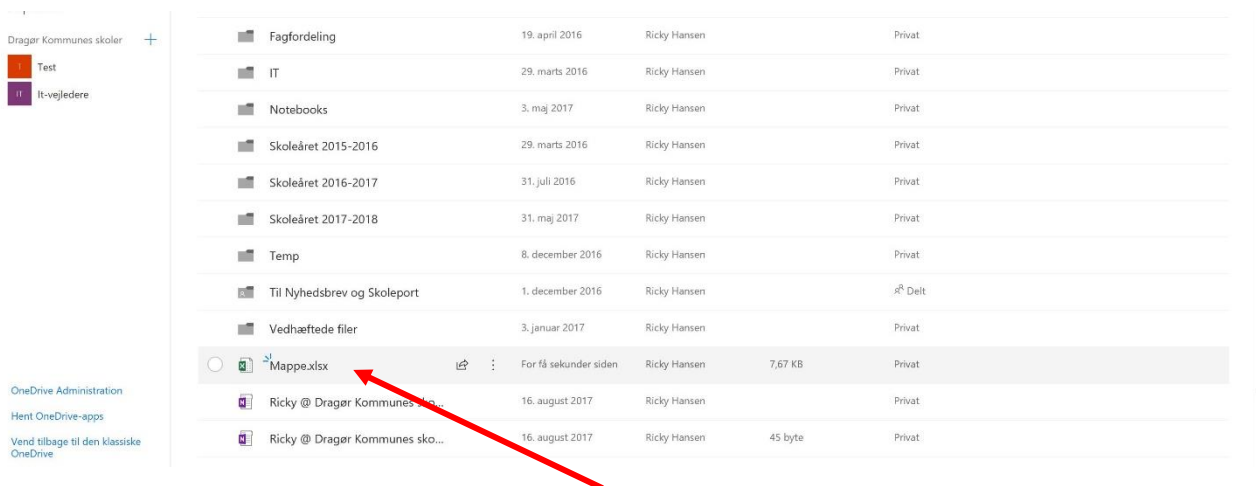 Dragør Kommunes skoler +
T Test
IT It-vejledere
OneDrive Administration
Hent OneDrive-apps
Vend tilbage til den klassiske
OneDrive
Fagfordeling 19. april 2016 Ricky Hansen Privat
IT 29. marts 2016 Ricky Hansen Privat
Notebooks 3. maj 2017 Ricky Hansen Privat
Skoleåret 2015-2016 29. marts 2016 Ricky Hansen Privat
Skoleåret 2016-2017 31. juli 2016 Ricky Hansen Privat
Skoleåret 2017-2018 31. maj 2017 Ricky Hansen Privat
Temp 8. december 2016 Ricky Hansen Privat
Til Nyhedsbrev og Skoleport 1. december 2016 Ricky Hansen Delt
Vedhæftede filer 3. januar 2017 Ricky Hansen Privat
Mappe.xlsx For få sekunder siden Ricky Hansen 7,67 KB Privat
Ricky @ Dragør Kommunes sko... 16. august 2017 Ricky Hansen Privat
Ricky @ Dragør Kommunes sko... 16. august 2017 Ricky Hansen 45 byte Privat